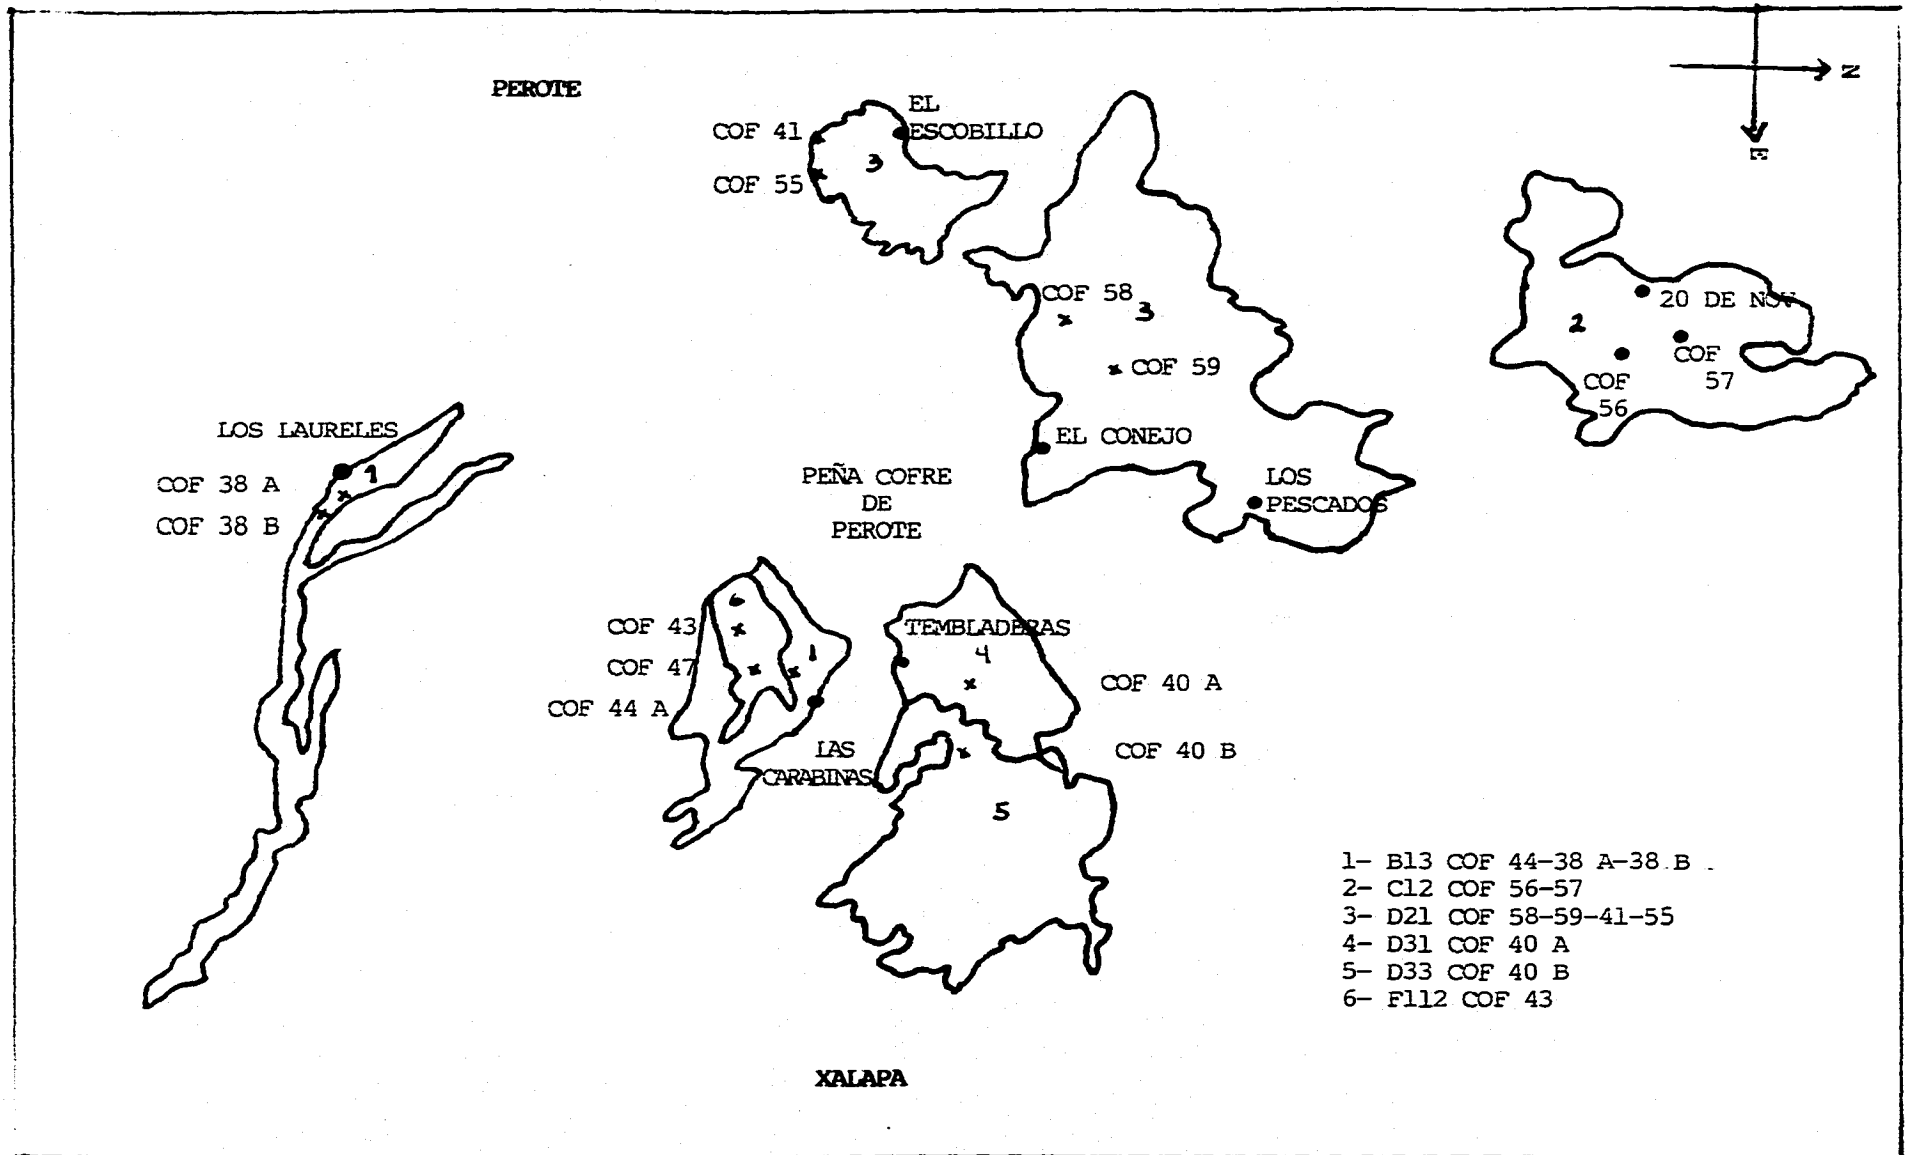 N
E
PEROTE
EL
ESCOBILLO
COF 41
COF 55
3
COF 58
3
COF 59
EL CONEJO
LOS
PESCADOS
20 DE NOV
2
COF
57
COF
56
LOS LAURELES
1
COF 38 A
COF 38 B
PEÑA COFRE
DE
PEROTE
6
COF 43
COF 47
COF 44 A
1
LAS
CARABINAS
TEMBLADERAS
4
COF 40 A
COF 40 B
5
1- B13 COF 44-38 A-38 B
2- C12 COF 56-57
3- D21 COF 58-59-41-55
4- D31 COF 40 A
5- D33 COF 40 B
6- F112 COF 43
XALAPA